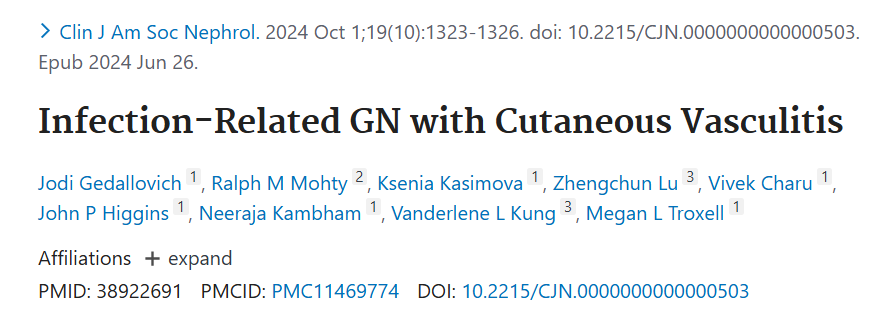 Clin J Am Soc Nephrol. 2024 Oct 1;19(10):1323-1326. doi: 10.2215/CJN.0000000000000503.
Epub 2024 Jun 26.
Infection-Related GN with Cutaneous Vasculitis
Jodi Gedallovich 1, Ralph M Mohty 2, Ksenia Kasimova 1, Zhengchun Lu 3, Vivek Charu 1,
John P Higgins 1, Neeraja Kambham 1, Vanderlene L Kung 3, Megan L Troxell 1
Affiliations + expand
PMID: 38922691 PMCID: PMC11469774 DOI: 10.2215/CJN.0000000000000503